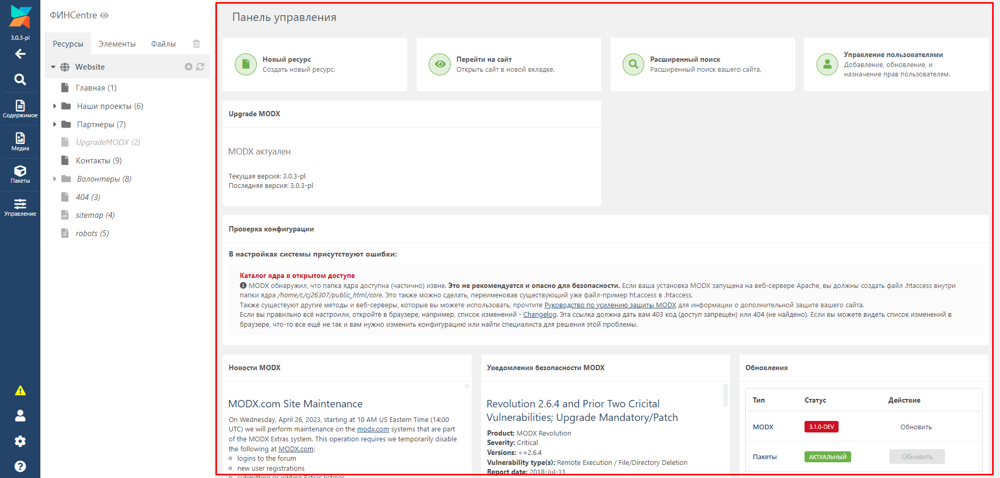 3.0.3-pl
Содержимое
Медиа
Пакеты
Управление
ФИНCentre
Ресурсы
Элементы
Файлы
Website
Главная (1)
Наши проекты (6)
Партнеры (7)
UpgradeMODX (2)
Контакты (9)
Волонтеры (8)
404 (3)
sitemap (4)
robots (5)
Панель управления
Новый ресурс
Создать новый ресурс.
Перейти на сайт
Открыть сайт в новой вкладке.
Расширенный поиск
Расширенный поиск вашего сайта.
Управление пользователями
Добавление, обновление, и
назначение прав пользователям.
Upgrade MODX
MODX актуален
Текущая версия: 3.0.3-pl
Последняя версия: 3.0.3-pl
Проверка конфигурации
В настройках системы присутствуют ошибки:
Каталог ядра в открытом доступе
MODX обнаружил, что папка ядра доступна (частично) извне. Это не рекомендуется и опасно для безопасности. Если ваша установка MODX запущена на веб-сервере Apache, вы должны создать файл .htaccess внутри
папки ядра /home/c/cj26307/public_html/core. Это также можно сделать, переименовав существующий уже файл-пример ht.access в .htaccess.
Также существуют другие методы и веб-серверы, которые вы можете использовать, прочтите Руководство по усилению защиты MODX для информации о дополнительной защите вашего сайта.
Если вы правильно всё настроили, откройте в браузере, например, список изменений - Changelog. Эта ссылка должна дать вам 403 код (доступ запрещён) или 404 (не найдено). Если вы можете видеть список изменений в
браузере, что-то все ещё не так и вам нужно изменить конфигурацию или найти специалиста для решения этой проблемы.
Новости MODX
MODX.com Site Maintenance
On Wednesday, April 26, 2023, starting at 10 AM US Eastern Time (14:00
UTC) we will perform maintenance on the modx.com systems that are part
of the MODX Extras system. This operation requires we temporarily disable
the following at MODX.com:
logins to the forum
new user registrations
submitting or editing Extras listings
Уведомления безопасности MODX
Revolution 2.6.4 and Prior Two Cricital
Vulnerabilities; Upgrade Mandatory/Patch
Product: MODX Revolution
Severity: Critical
Versions: <=2.6.4
Vulnerability type(s): Remote Execution / File/Directory Deletion
Report date: 2018-Jul-11
Обновления
Тип Статус Действие
MODX 3.1.0-DEV Обновить
Пакеты АКТУАЛЬНЫЙ Обновить